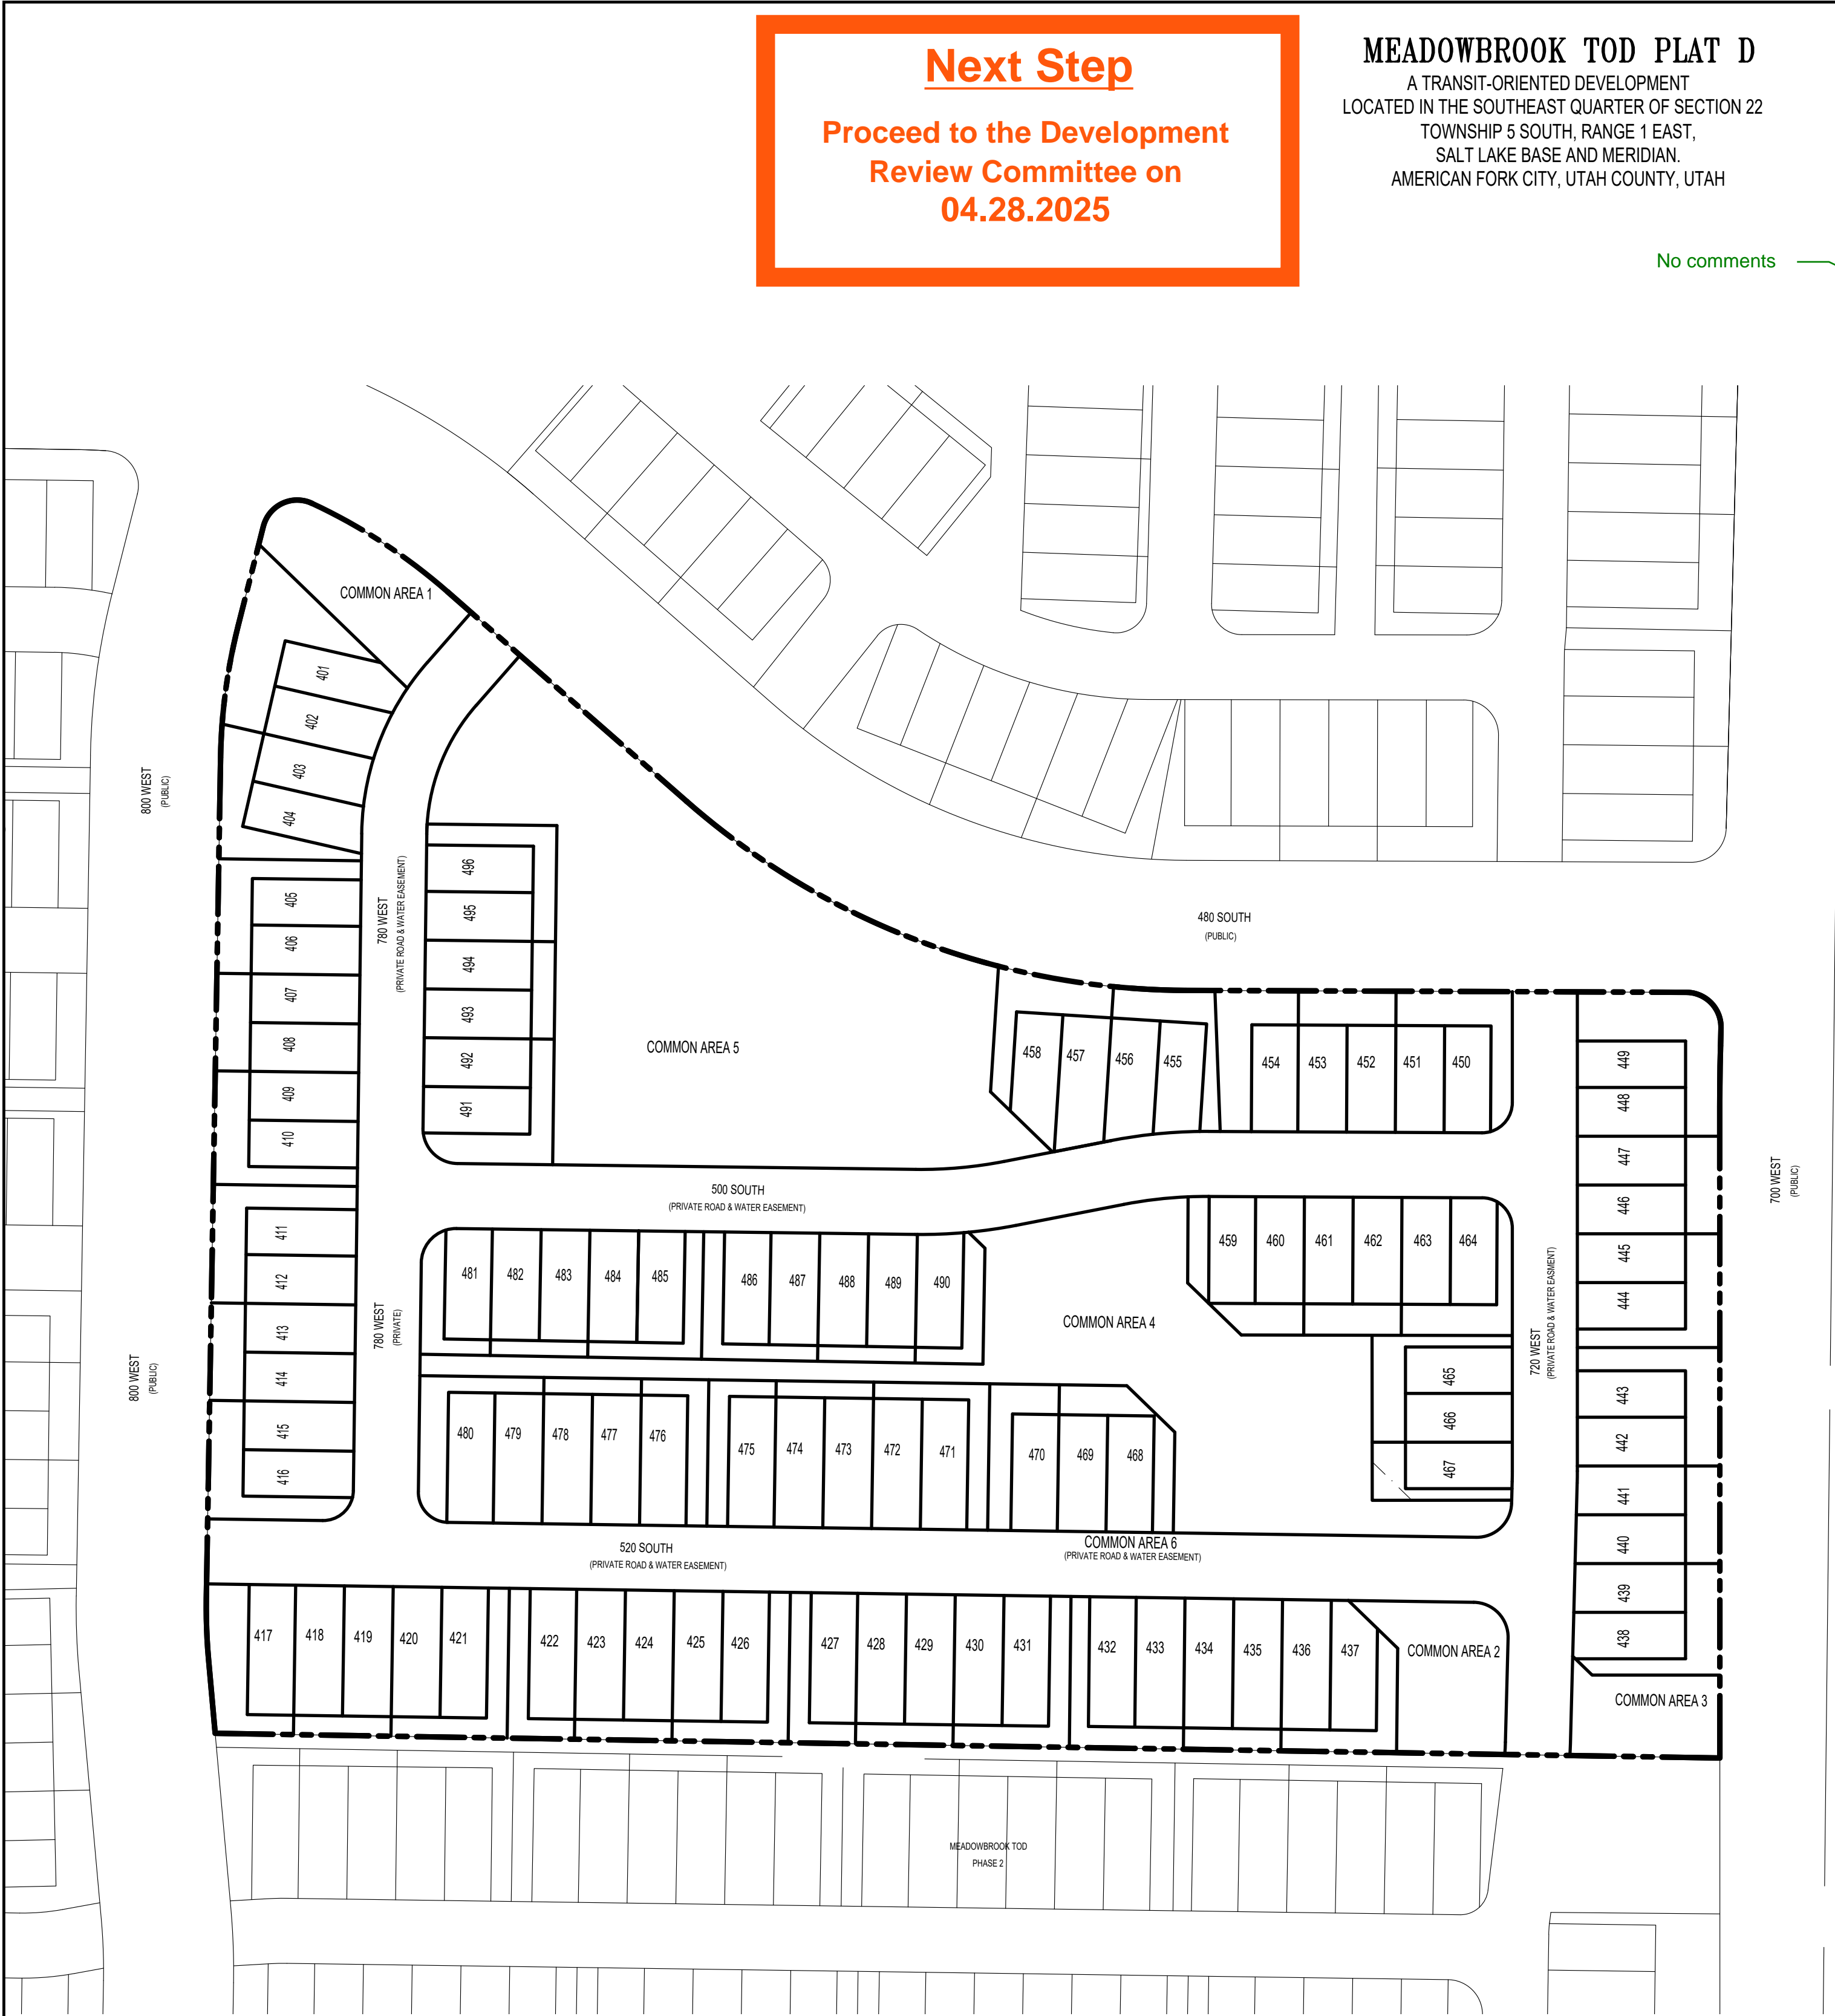 Next Step
Proceed to the Development
Review Committee on
04.28.2025
MEADOWBROOK TOD PLAT D
A TRANSIT-ORIENTED DEVELOPMENT
LOCATED IN THE SOUTHEAST QUARTER OF SECTION 22
TOWNSHIP 5 SOUTH, RANGE 1 EAST,
SALT LAKE BASE AND MERIDIAN.
AMERICAN FORK CITY, UTAH COUNTY, UTAH
No comments
COMMON AREA 1
401
402
403
404
800 WEST
(PUBLIC)
405
406
407
408
409
410
780 WEST
(PRIVATE ROAD & WATER EASEMENT)
496
495
494
493
492
491
COMMON AREA 5
480 SOUTH
(PUBLIC)
458
457
456
455
454
453
452
451
450
449
448
447
446
445
444
700 WEST
(PUBLIC)
500 SOUTH
(PRIVATE ROAD & WATER EASEMENT)
411
412
413
414
415
416
800 WEST
(PUBLIC)
780 WEST
(PRIVATE)
481
482
483
484
485
486
487
488
489
490
COMMON AREA 4
459
460
461
462
463
464
720 WEST
(PRIVATE ROAD & WATER EASMENT)
465
466
467
443
442
441
440
439
438
480
479
478
477
476
475
474
473
472
471
470
469
468
520 SOUTH
(PRIVATE ROAD & WATER EASEMENT)
COMMON AREA 6
(PRIVATE ROAD & WATER EASEMENT)
417
418
419
420
421
422
423
424
425
426
427
428
429
430
431
432
433
434
435
436
437
COMMON AREA 2
COMMON AREA 3
MEADOWBROOK TOD
PHASE 2